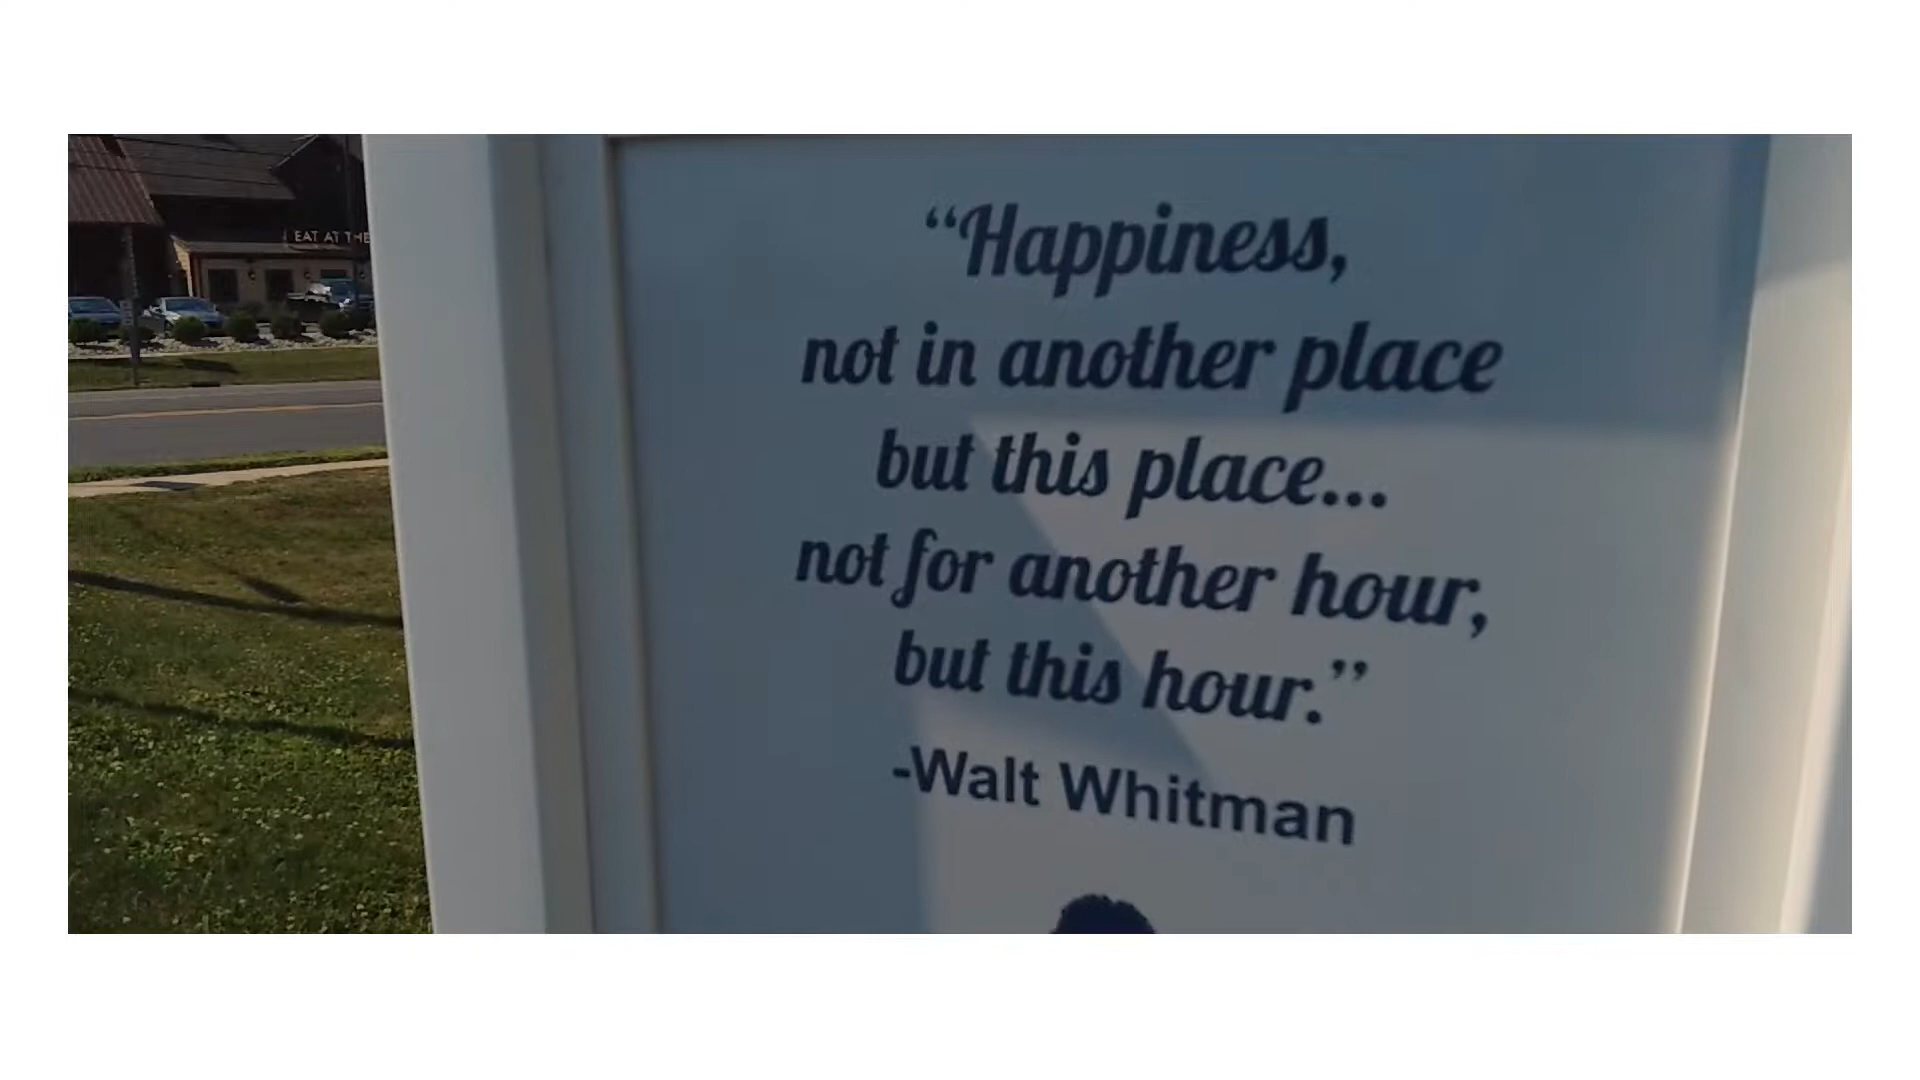 EAT AT THE
“Happiness,
not in another place
but this place...
not for another hour,
but this hour.”
-Walt Whitman